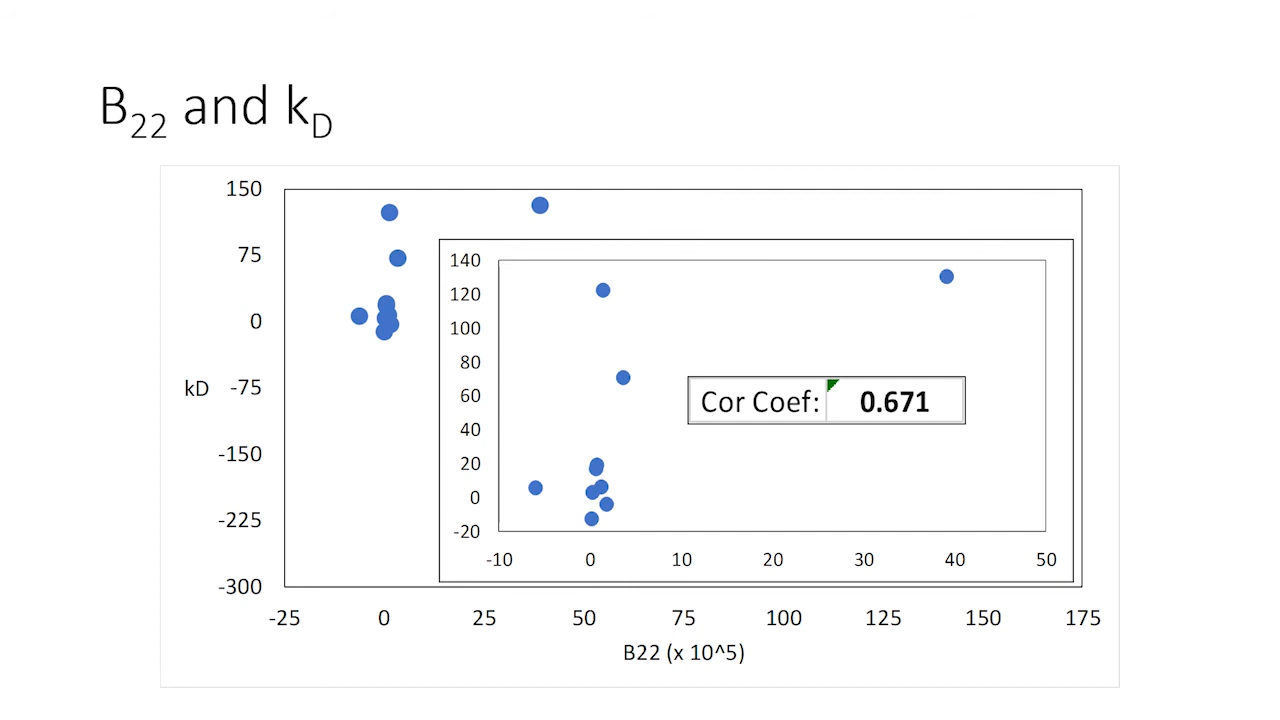 B22 and kD
150
75
0
kD -75
-150
-225
-300
-25 0 25 50 75 100 125 150 175
B22 (x 10^5)
140
120
100
80
60
40
20
0
-20
-10 0 10 20 30 40 50
Cor Coef: 0.671